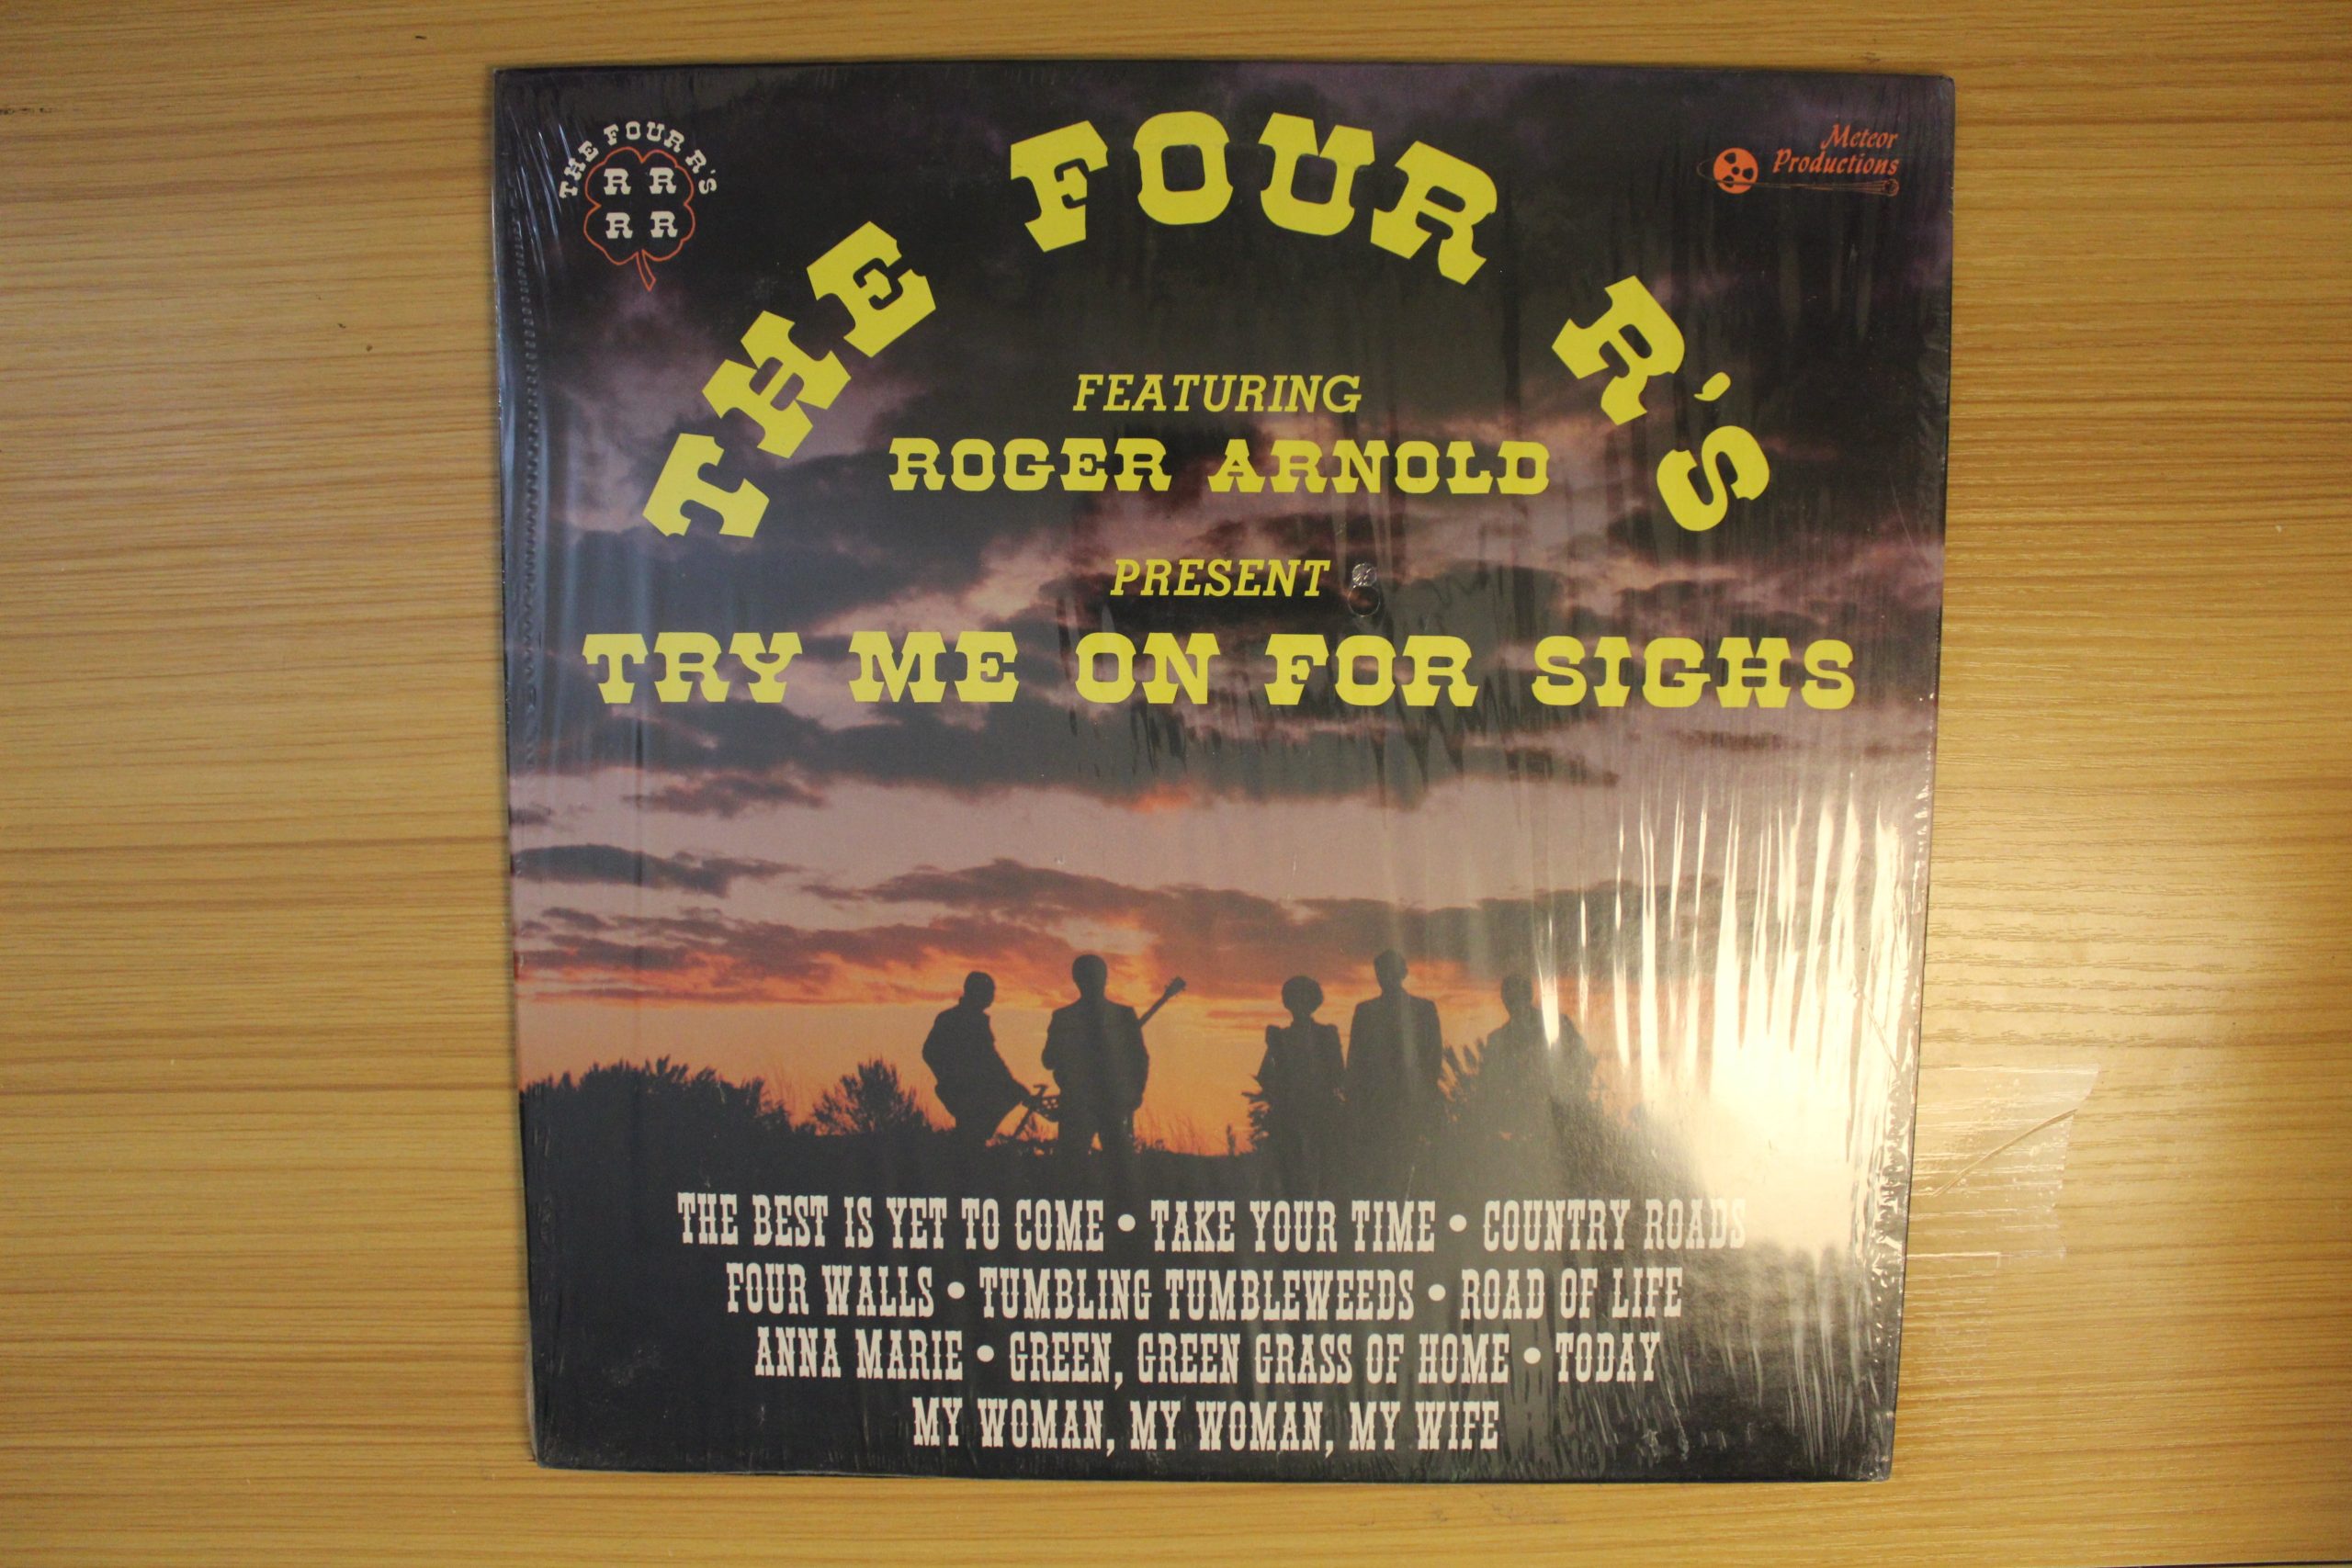 THE FOUR R'S
R R
R R
Meteor
Productions
THE FOUR R'S
FEATURING
ROGER ARNOLD
PRESENT
TRY ME ON FOR SIGHS
THE BEST IS YET TO COME • TAKE YOUR TIME • COUNTRY ROADS
FOUR WALLS • TUMBLING TUMBLEWEEDS • ROAD OF LIFE
ANNA MARIE • GREEN, GREEN GRASS OF HOME • TODAY
MY WOMAN, MY WOMAN, MY WIFE